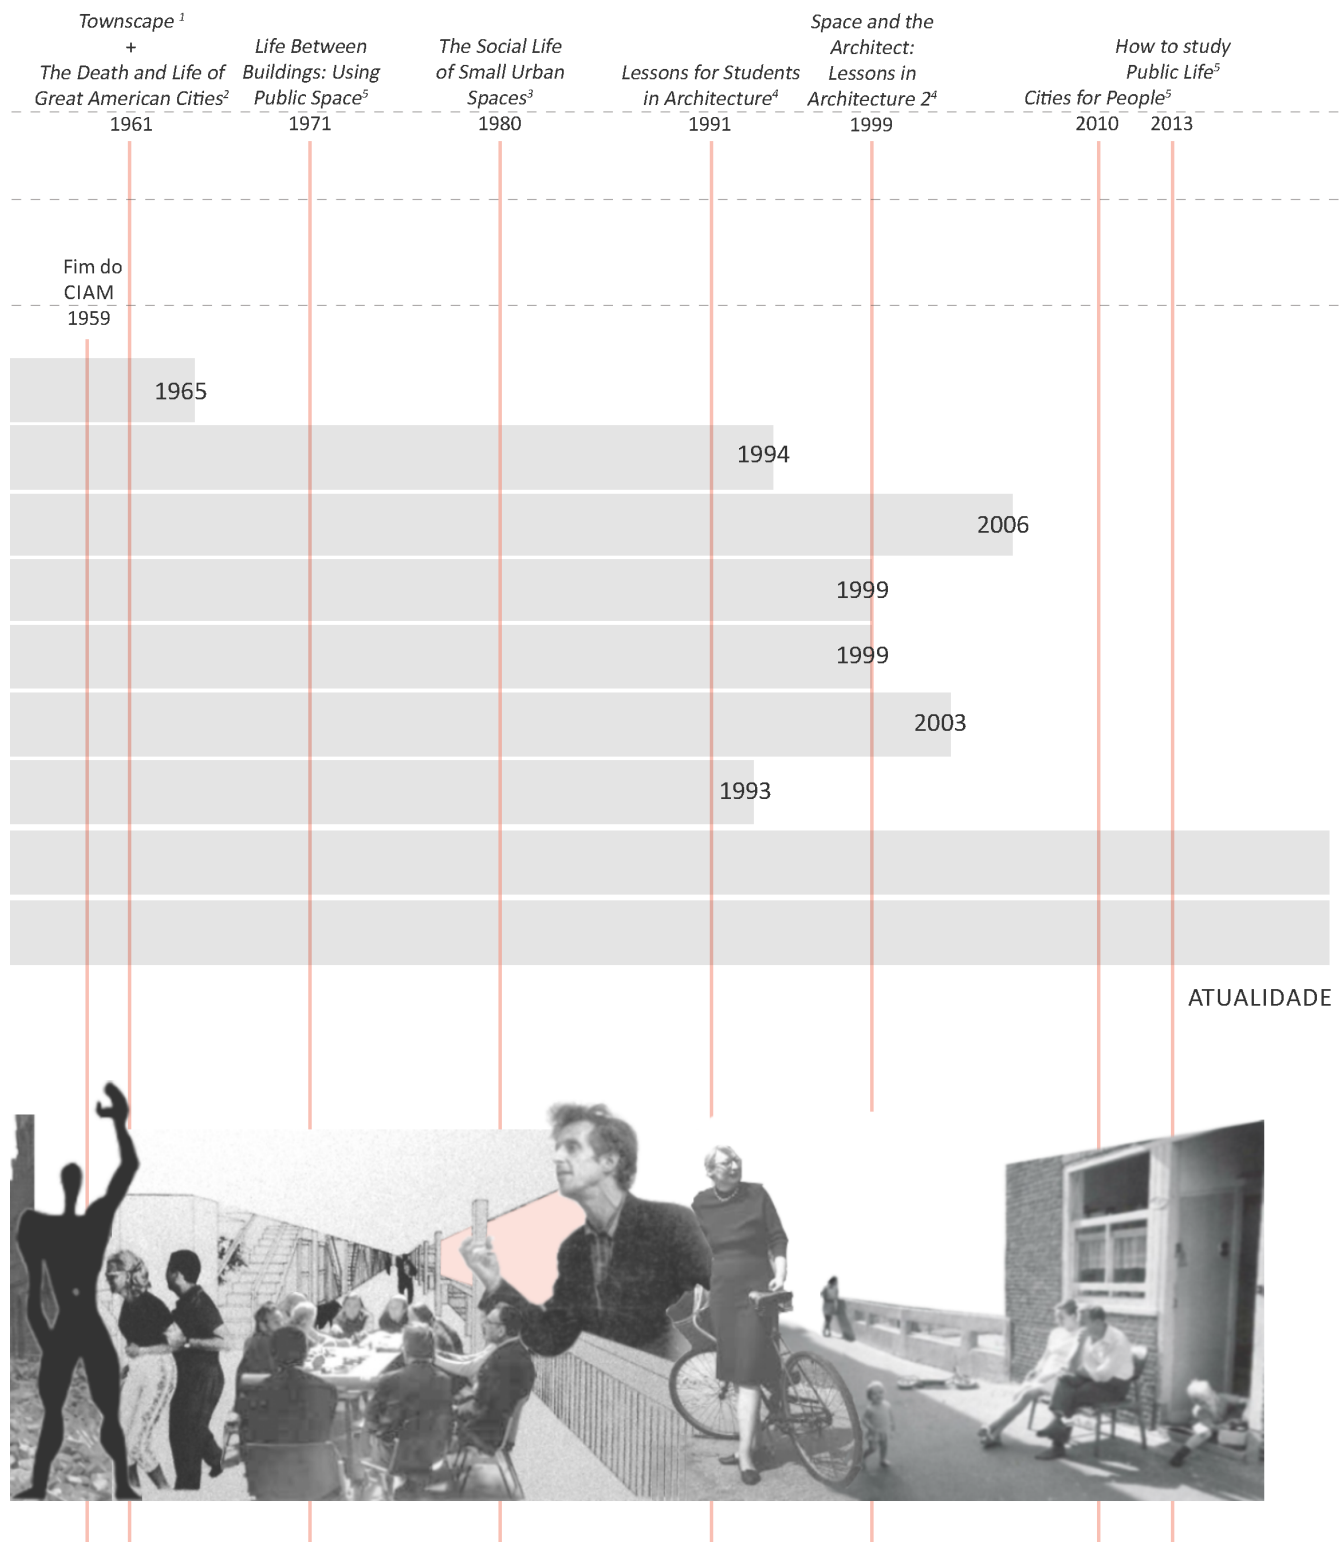 Townscape 1
+
The Death and Life of
Great American Cities2
1961
Life Between
Buildings: Using
Public Space5
1971
The Social Life
of Small Urban
Spaces3
1980
Lessons for Students
in Architecture4
1991
Space and the
Architect:
Lessons in
Architecture 24
1999
Cities for People5
2010
How to study
Public Life5
2013
Fim do
CIAM
1959
1965
1994
2006
1999
1999
2003
1993
ATUALIDADE